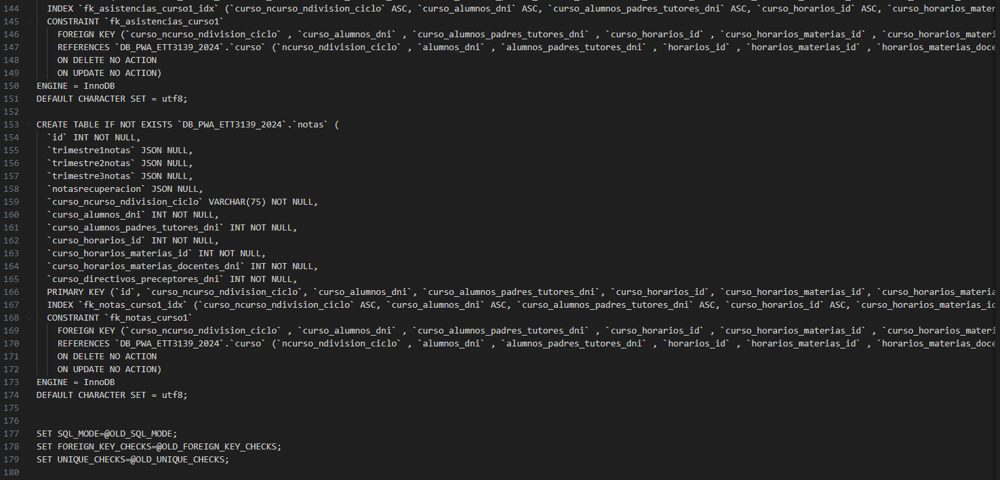 144 INDEX `fk_asistencias_curso1_idx` (`curso_ncurso_ndivision_ciclo` ASC, `curso_alumnos_dni` ASC, `curso_alumnos_padres_tutores_dni` ASC, `curso_horarios_id` ASC, `curso_horarios_mater
145 CONSTRAINT `fk_asistencias_curso1`
146 FOREIGN KEY (`curso_ncurso_ndivision_ciclo` , `curso_alumnos_dni` , `curso_alumnos_padres_tutores_dni` , `curso_horarios_id` , `curso_horarios_materias_id` , `curso_horarios_materi
147 REFERENCES `DB_PWA_ETT3139_2024`.`curso` (`ncurso_ndivision_ciclo` , `alumnos_dni` , `alumnos_padres_tutores_dni` , `horarios_id` , `horarios_materias_id` , `horarios_materias_doce
148 ON DELETE NO ACTION
149 ON UPDATE NO ACTION)
150 ENGINE = InnoDB
151 DEFAULT CHARACTER SET = utf8;
152
153 CREATE TABLE IF NOT EXISTS `DB_PWA_ETT3139_2024`.`notas` (
154 `id` INT NOT NULL,
155 `trimestre1notas` JSON NULL,
156 `trimestre2notas` JSON NULL,
157 `trimestre3notas` JSON NULL,
158 `notasrecuperacion` JSON NULL,
159 `curso_ncurso_ndivision_ciclo` VARCHAR(75) NOT NULL,
160 `curso_alumnos_dni` INT NOT NULL,
161 `curso_alumnos_padres_tutores_dni` INT NOT NULL,
162 `curso_horarios_id` INT NOT NULL,
163 `curso_horarios_materias_id` INT NOT NULL,
164 `curso_horarios_materias_docentes_dni` INT NOT NULL,
165 `curso_directivos_preceptores_dni` INT NOT NULL,
166 PRIMARY KEY (`id`, `curso_ncurso_ndivision_ciclo`, `curso_alumnos_dni`, `curso_alumnos_padres_tutores_dni`, `curso_horarios_id`, `curso_horarios_materias_id`, `curso_horarios_materia
167 INDEX `fk_notas_curso1_idx` (`curso_ncurso_ndivision_ciclo` ASC, `curso_alumnos_dni` ASC, `curso_alumnos_padres_tutores_dni` ASC, `curso_horarios_id` ASC, `curso_horarios_materias_id
168 CONSTRAINT `fk_notas_curso1`
169 FOREIGN KEY (`curso_ncurso_ndivision_ciclo` , `curso_alumnos_dni` , `curso_alumnos_padres_tutores_dni` , `curso_horarios_id` , `curso_horarios_materias_id` , `curso_horarios_materi
170 REFERENCES `DB_PWA_ETT3139_2024`.`curso` (`ncurso_ndivision_ciclo` , `alumnos_dni` , `alumnos_padres_tutores_dni` , `horarios_id` , `horarios_materias_id` , `horarios_materias_doce
171 ON DELETE NO ACTION
172 ON UPDATE NO ACTION)
173 ENGINE = InnoDB
174 DEFAULT CHARACTER SET = utf8;
175
176
177 SET SQL_MODE=@OLD_SQL_MODE;
178 SET FOREIGN_KEY_CHECKS=@OLD_FOREIGN_KEY_CHECKS;
179 SET UNIQUE_CHECKS=@OLD_UNIQUE_CHECKS;
180